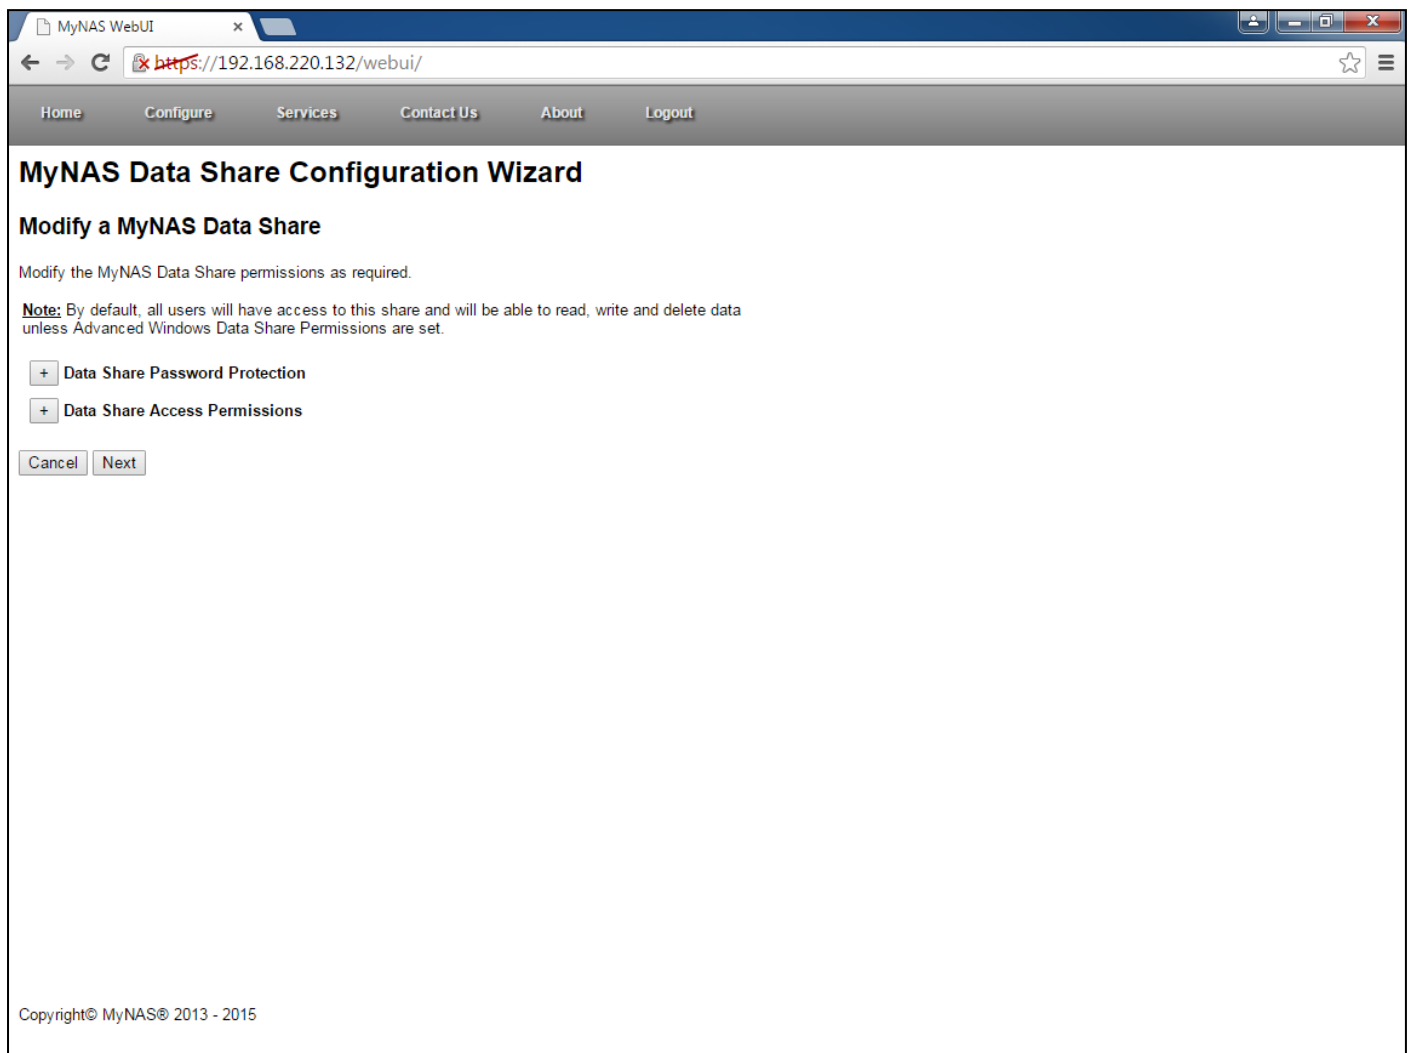 MyNAS WebUI
https://192.168.220.132/webui/
Home Configure Services Contact Us About Logout
MyNAS Data Share Configuration Wizard
Modify a MyNAS Data Share
Modify the MyNAS Data Share permissions as required.
Note: By default, all users will have access to this share and will be able to read, write and delete data
unless Advanced Windows Data Share Permissions are set.
+ Data Share Password Protection
+ Data Share Access Permissions
Cancel Next
Copyright© MyNAS® 2013 - 2015